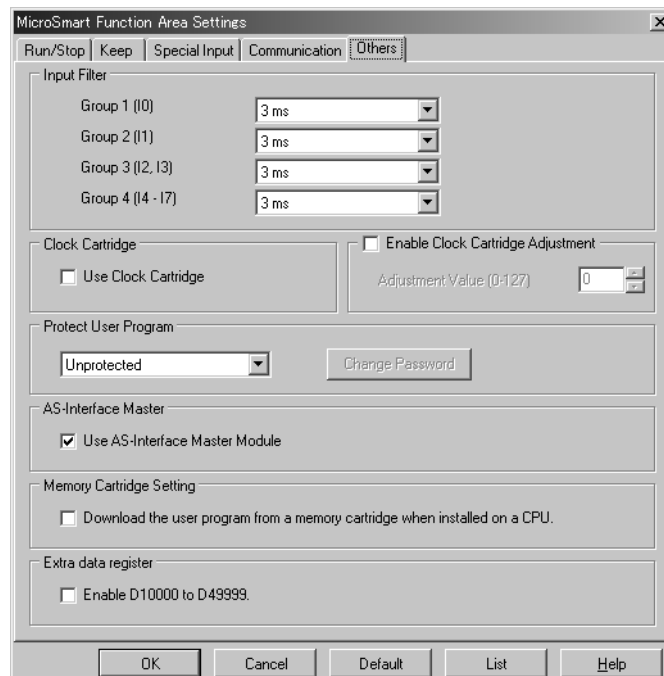 MicroSmart Function Area Settings
Run/Stop Keep Special Input Communication Others
Input Filter
Group 1 (I0) 3 ms
Group 2 (I1) 3 ms
Group 3 (I2, I3) 3 ms
Group 4 (I4 - I7) 3 ms
Clock Cartridge
Use Clock Cartridge
Enable Clock Cartridge Adjustment
Adjustment Value (0-127) 0
Protect User Program
Unprotected Change Password
AS-Interface Master
Use AS-Interface Master Module
Memory Cartridge Setting
Download the user program from a memory cartridge when installed on a CPU.
Extra data register
Enable D10000 to D49999.
OK Cancel Default List Help